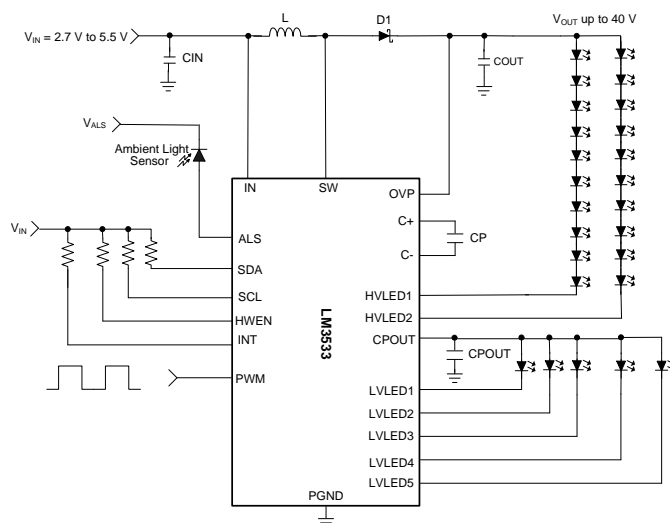 L
D1
V_IN = 2.7 V to 5.5 V
V_OUT up to 40 V
CIN
COUT
V_ALS
Ambient Light
Sensor
IN
SW
OVP
C+
CP
C-
V_IN
ALS
SDA
SCL
HWEN
INT
PWM
LM3533
HVLED1
HVLED2
CPOUT
CPOUT
LVLED1
LVLED2
LVLED3
LVLED4
LVLED5
PGND